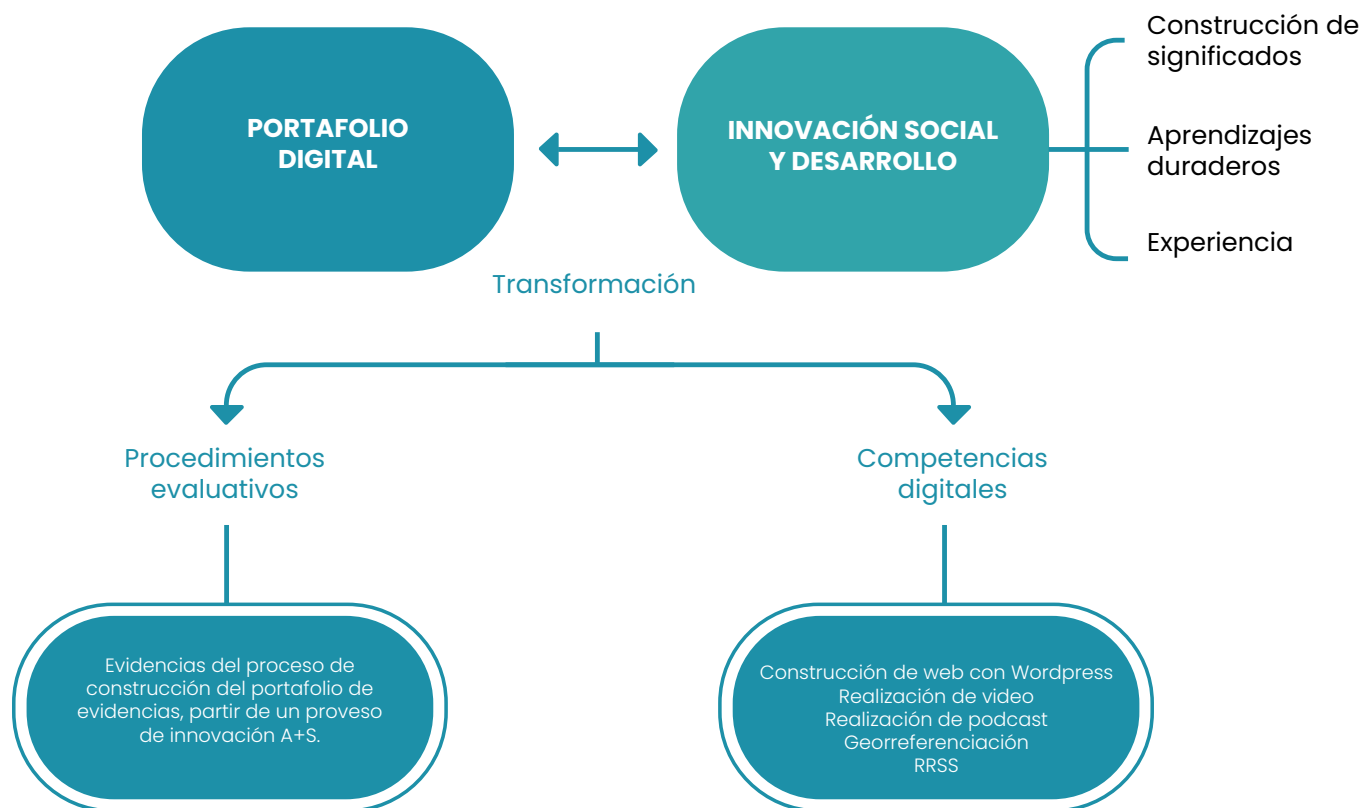 PORTAFOLIO
DIGITAL
INNOVACIÓN SOCIAL
Y DESARROLLO
Construcción de
significados
Aprendizajes
duraderos
Experiencia
Transformación
Procedimientos
evaluativos
Competencias
digitales
Evidencias del proceso de
construcción del portafolio de
evidencias, partir de un proveso
de innovación A+S.
Construcción de web con Wordpress
Realización de video
Realización de podcast
Georreferenciación
RRSS